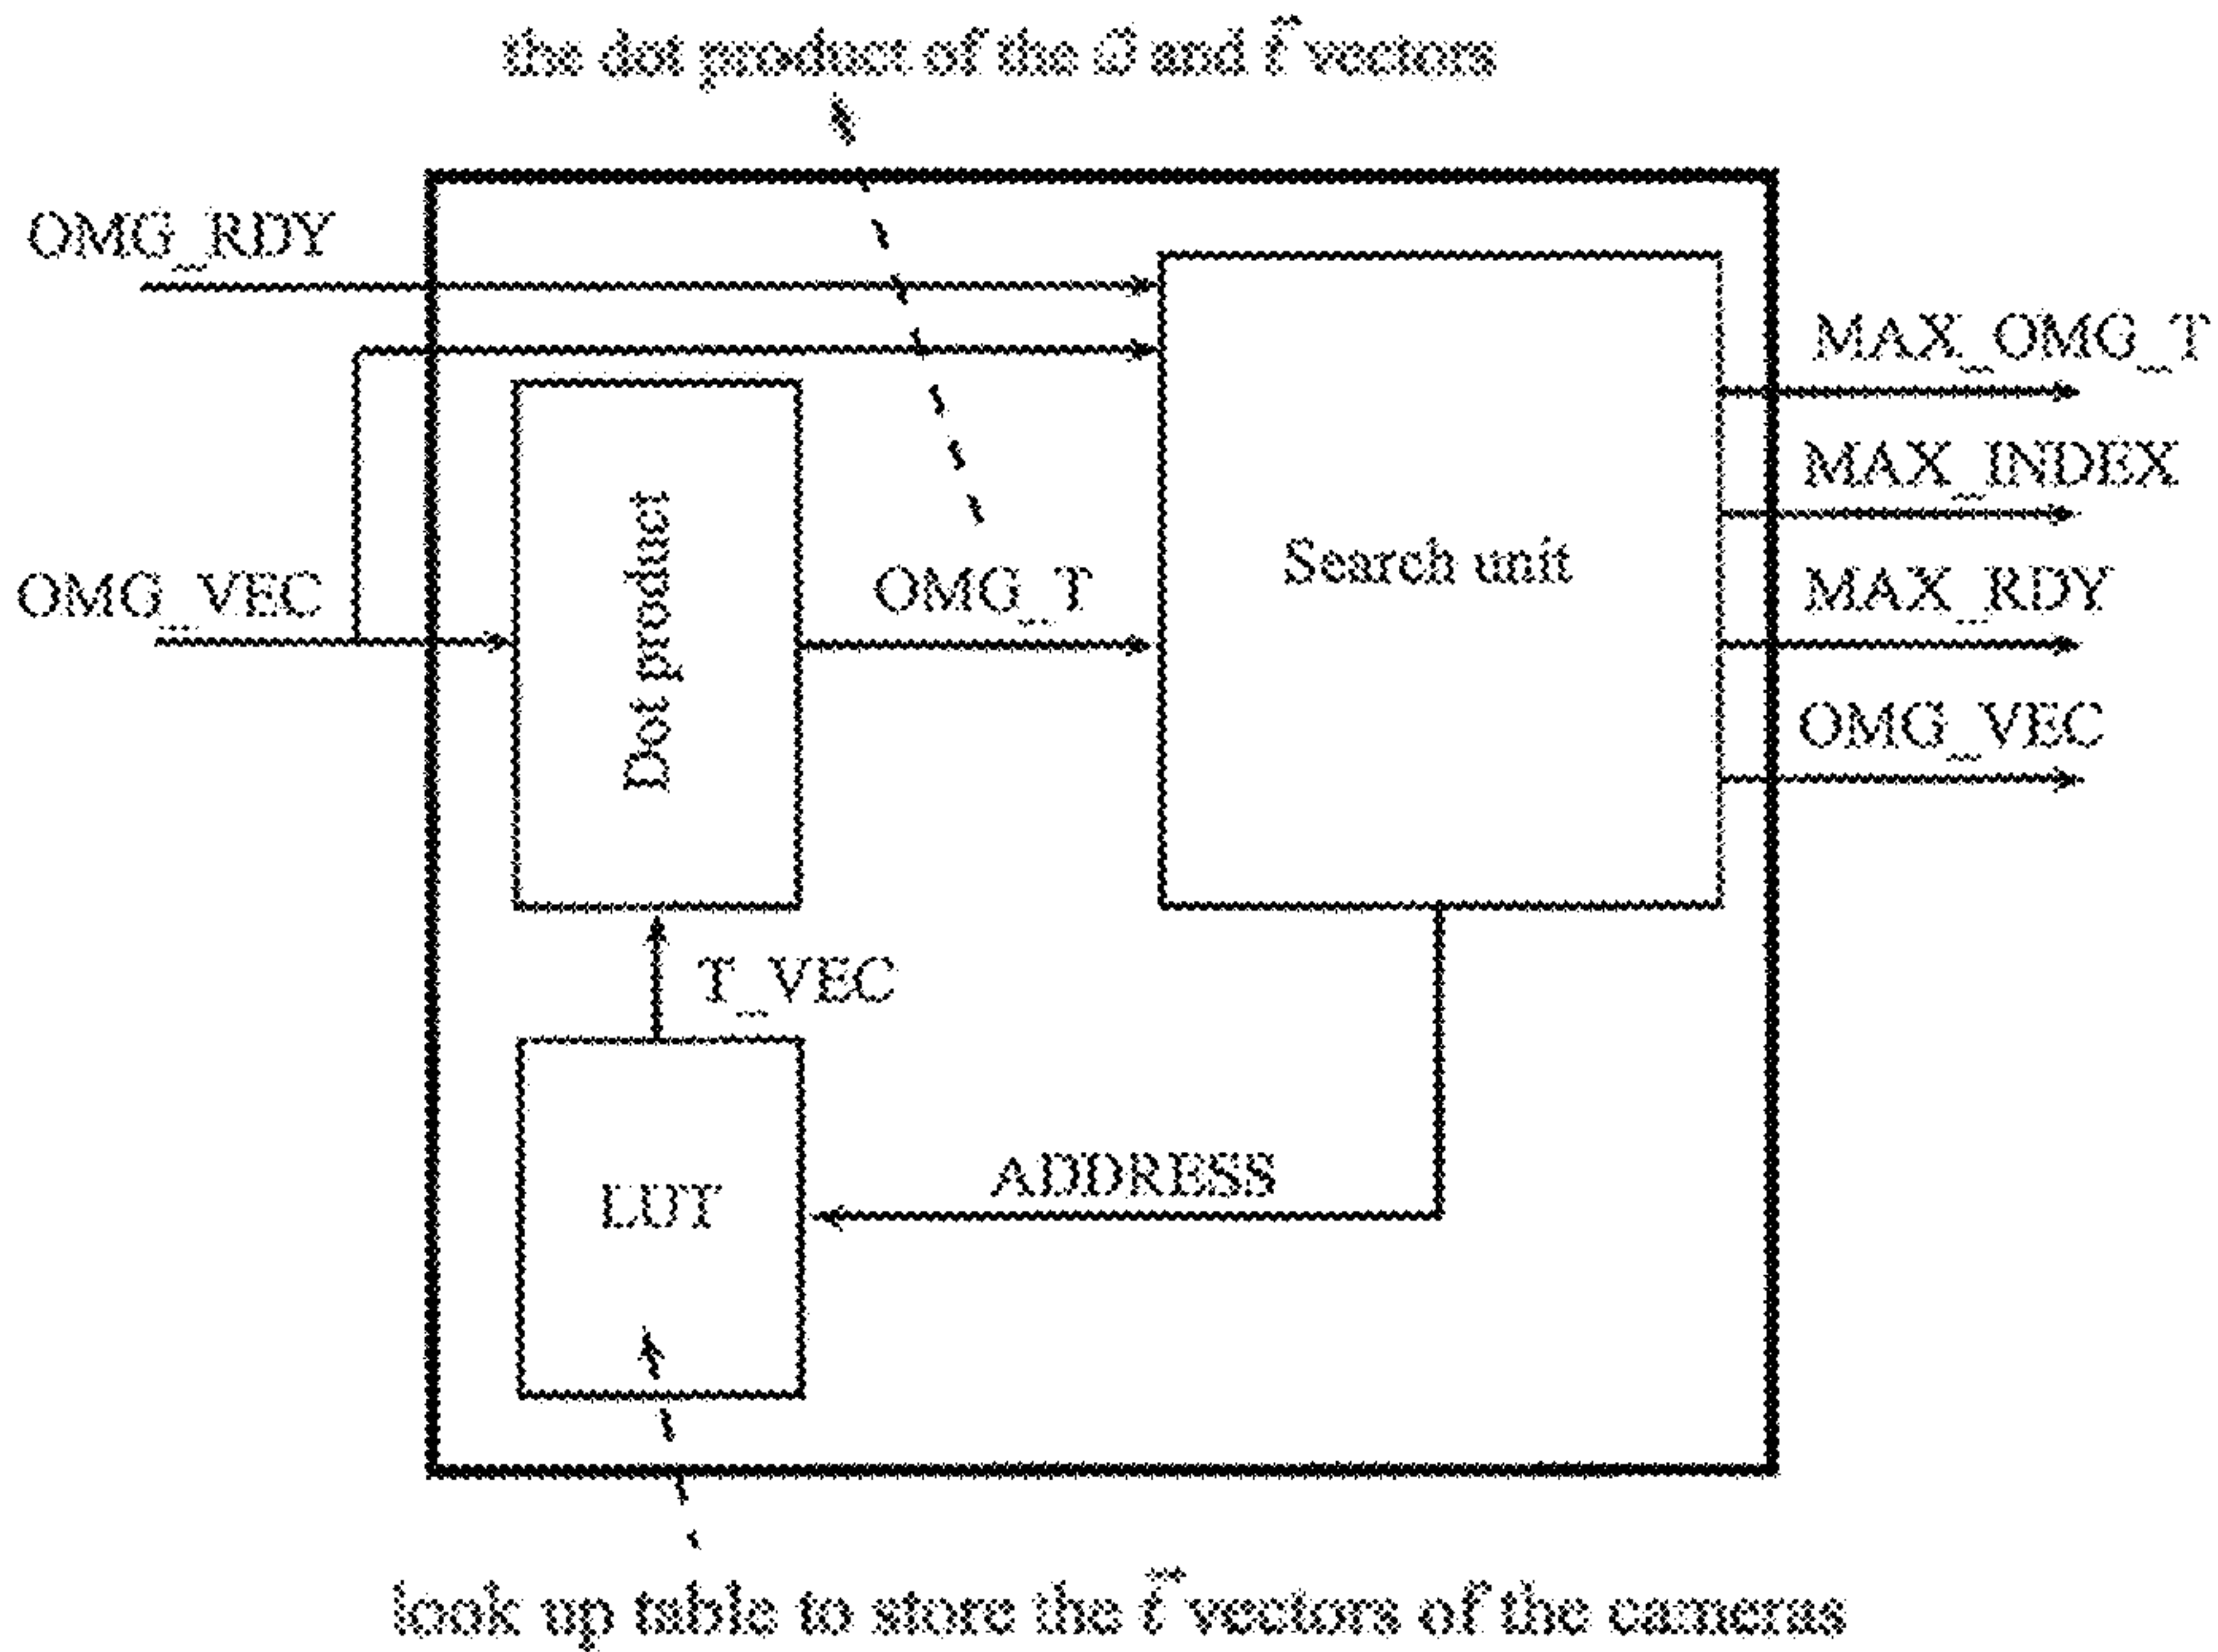 the dot product of the ω⃗ and t⃗ vectors
OMG_RDY
MAX_OMG_T
MAX_INDEX
Search unit
Dot product
OMG_VEC
OMG_T
MAX_RDY
OMG_VEC
T_VEC
ADDRESS
LUT
look up table to store the t⃗ vectors of the cameras